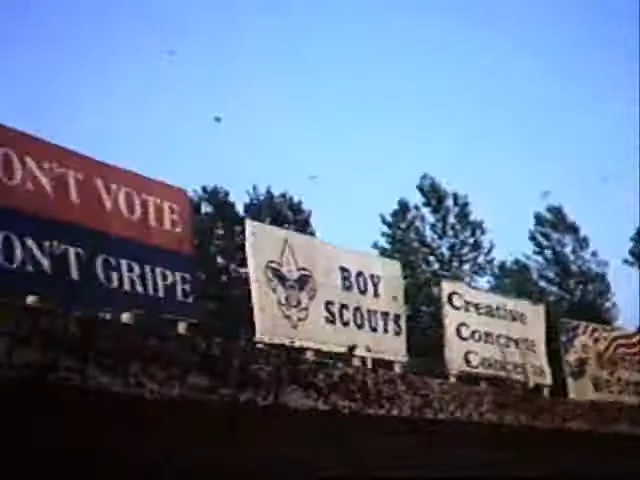 ON'T VOTE
ON'T GRIPE
BOY
SCOUTS
Creative
Concrete